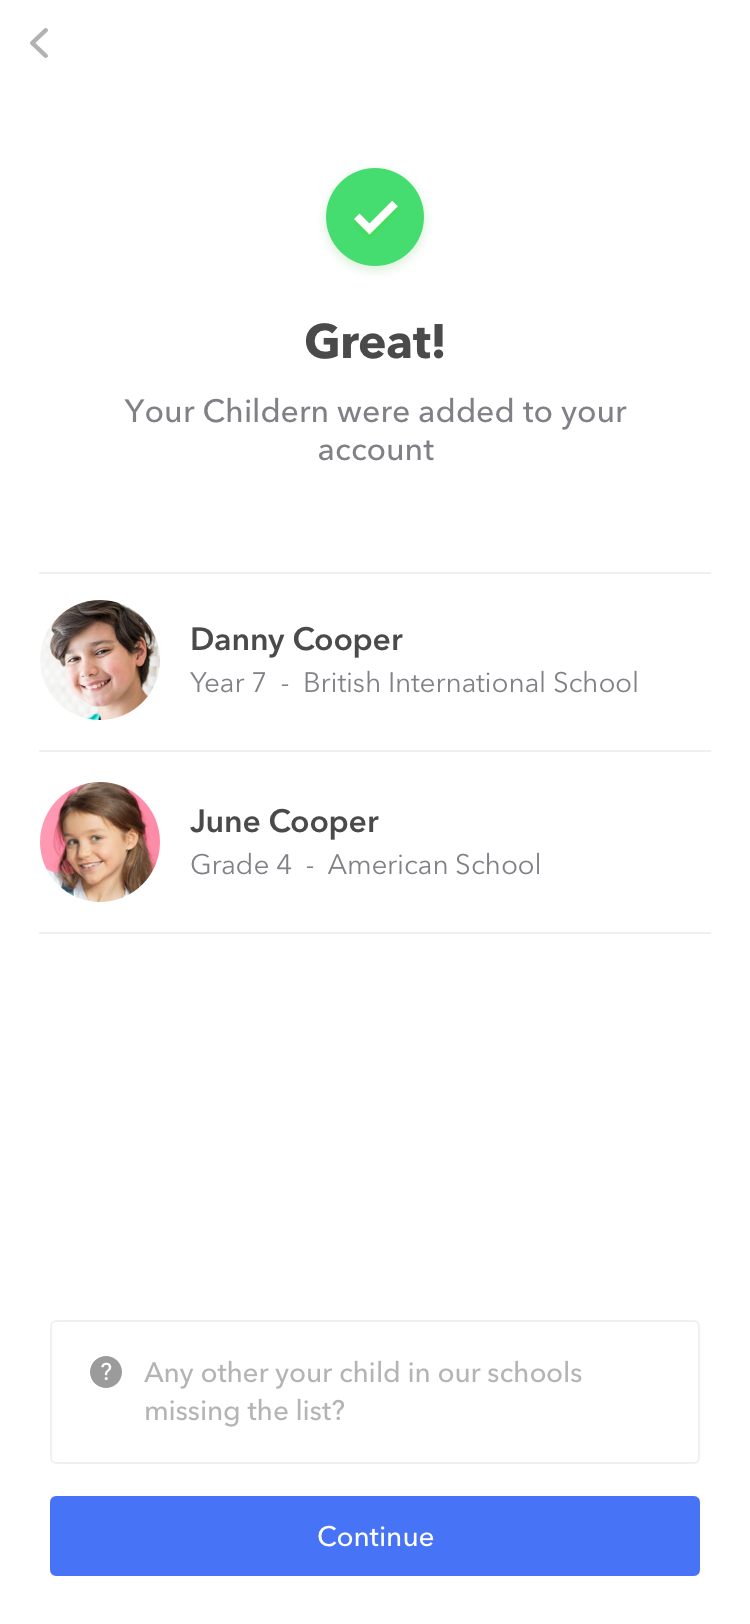 Great!
Your Childern were added to your
account
Danny Cooper
Year 7 - British International School
June Cooper
Grade 4 - American School
?
Any other your child in our schools
missing the list?
Continue